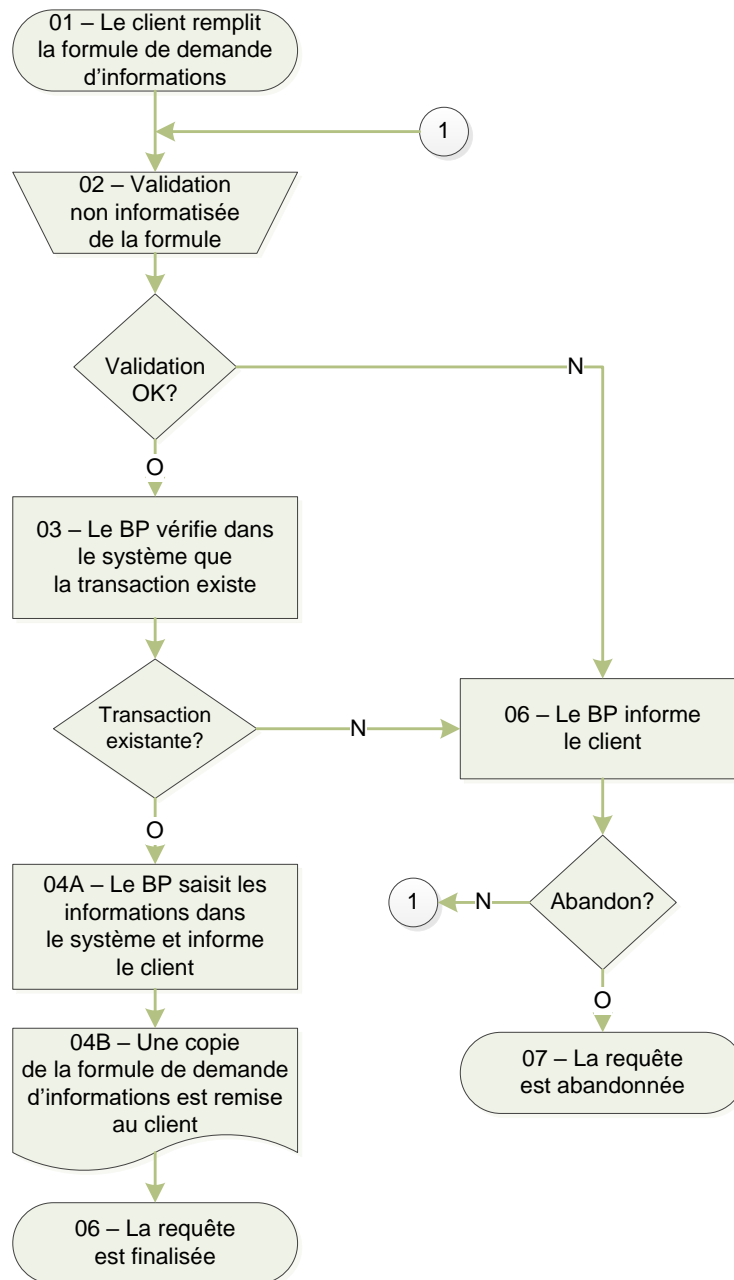 01 – Le client remplit
la formule de demande
d'informations
1
02 – Validation
non informatisée
de la formule
Validation
OK?
N
O
03 – Le BP vérifie dans
le système que
la transaction existe
Transaction
existante?
N
06 – Le BP informe
le client
O
04A – Le BP saisit les
informations dans
le système et informe
le client
1
N
Abandon?
O
04B – Une copie
de la formule de demande
d'informations est remise
au client
07 – La requête
est abandonnée
06 – La requête
est finalisée